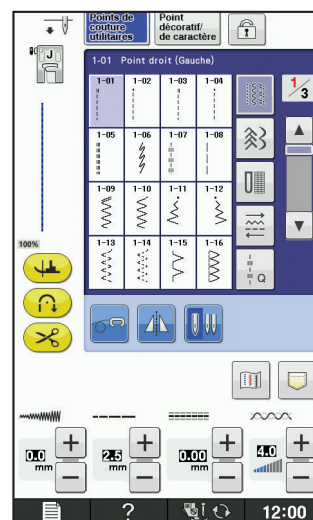 Points de
couture
utilitaires
Point
décoratif/
de caractère
J
1-01 Point droit (Gauche)
1-01 1-02 1-03 1-04
1/3
1-05 1-06 1-07 1-08
1-09 1-10 1-11 1-12
1-13 1-14 1-15 1-16
Q
100%
0.0 mm
2.5 mm
0.00 mm
4.0
?
12:00